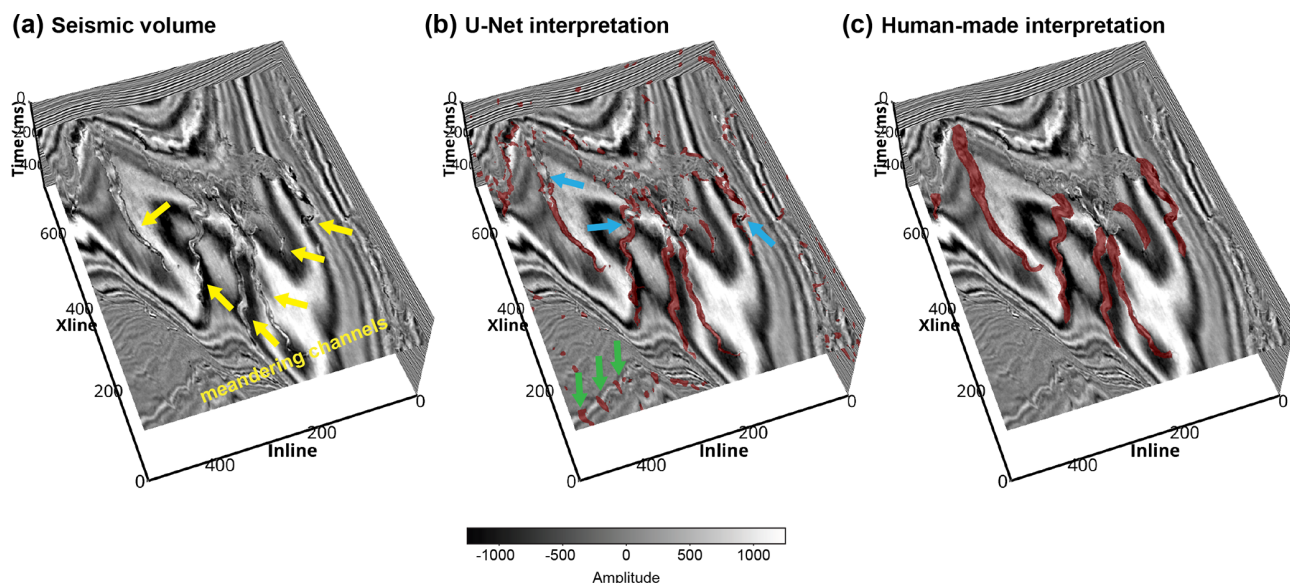 (a) Seismic volume
(b) U-Net interpretation
(c) Human-made interpretation
0
200
400
Time(ms)
600
400
200
0
Xline
meandering channels
0
200
400
Inline
0
200
400
Time(ms)
600
400
200
0
Xline
0
200
400
Inline
0
200
400
Time(ms)
600
400
200
0
Xline
0
200
400
Inline
-1000 -500 0 500 1000
Amplitude